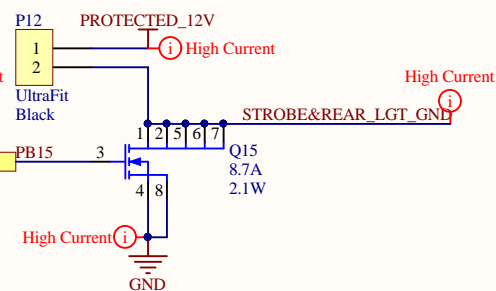 P12
PROTECTED_12V
1
High Current
2
High Current
UltraFit
Black
STROBE&REAR_LGT_GND
1 2 5 6 7
PB15
3
Q15
8.7A
2.1W
4 8
High Current
GND